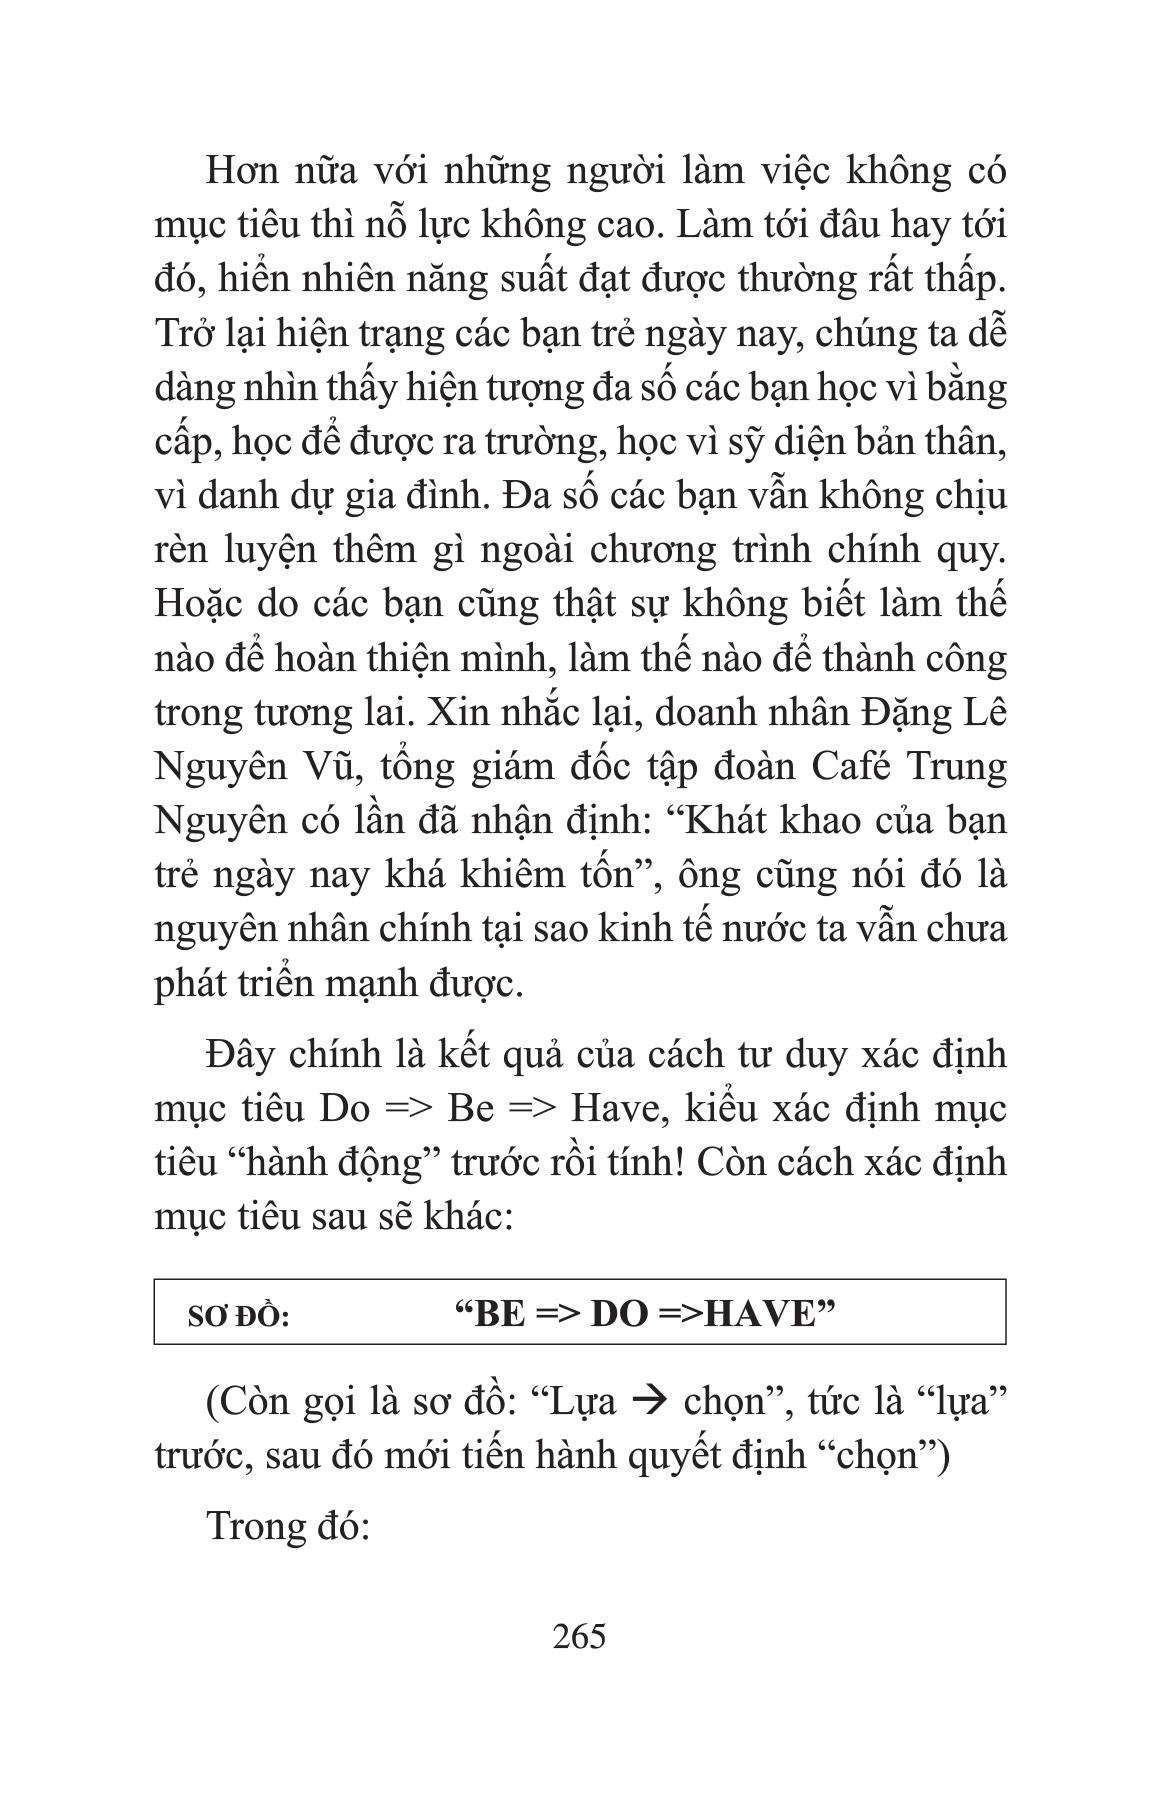 Hơn nữa với những người làm việc không có
mục tiêu thì nỗ lực không cao. Làm tới đâu hay tới
đó, hiển nhiên năng suất đạt được thường rất thấp.
Trở lại hiện trạng các bạn trẻ ngày nay, chúng ta dễ
dàng nhìn thấy hiện tượng đa số các bạn học vì bằng
cấp, học để được ra trường, học vì sỹ diện bản thân,
vì danh dự gia đình. Đa số các bạn vẫn không chịu
rèn luyện thêm gì ngoài chương trình chính quy.
Hoặc do các bạn cũng thật sự không biết làm thế
nào để hoàn thiện mình, làm thế nào để thành công
trong tương lai. Xin nhắc lại, doanh nhân Đặng Lê
Nguyên Vũ, tổng giám đốc tập đoàn Café Trung
Nguyên có lần đã nhận định: “Khát khao của bạn
trẻ ngày nay khá khiêm tốn”, ông cũng nói đó là
nguyên nhân chính tại sao kinh tế nước ta vẫn chưa
phát triển mạnh được.
Đây chính là kết quả của cách tư duy xác định
mục tiêu Do => Be => Have, kiểu xác định mục
tiêu “hành động” trước rồi tính! Còn cách xác định
mục tiêu sau sẽ khác:
SƠ ĐỒ: “BE => DO =>HAVE”
(Còn gọi là sơ đồ: “Lựa → chọn”, tức là “lựa”
trước, sau đó mới tiến hành quyết định “chọn”)
Trong đó:
265